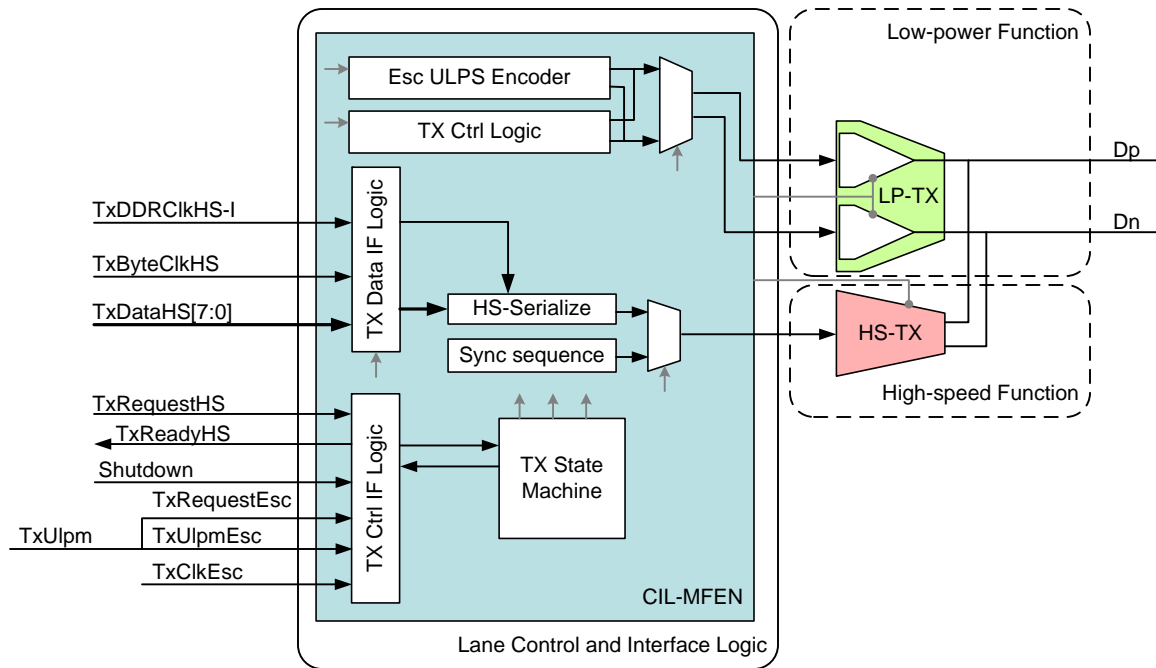 Low-power Function
Esc ULPS Encoder
TX Ctrl Logic
Dp
LP-TX
Dn
TxDDRClkHS-I
TxByteClkHS
TxDataHS[7:0]
TX Data IF Logic
HS-Serialize
Sync sequence
HS-TX
High-speed Function
TxRequestHS
TxReadyHS
Shutdown
TxRequestEsc
TxUlpm
TxUlpmEsc
TxClkEsc
TX Ctrl IF Logic
TX State
Machine
CIL-MFEN
Lane Control and Interface Logic